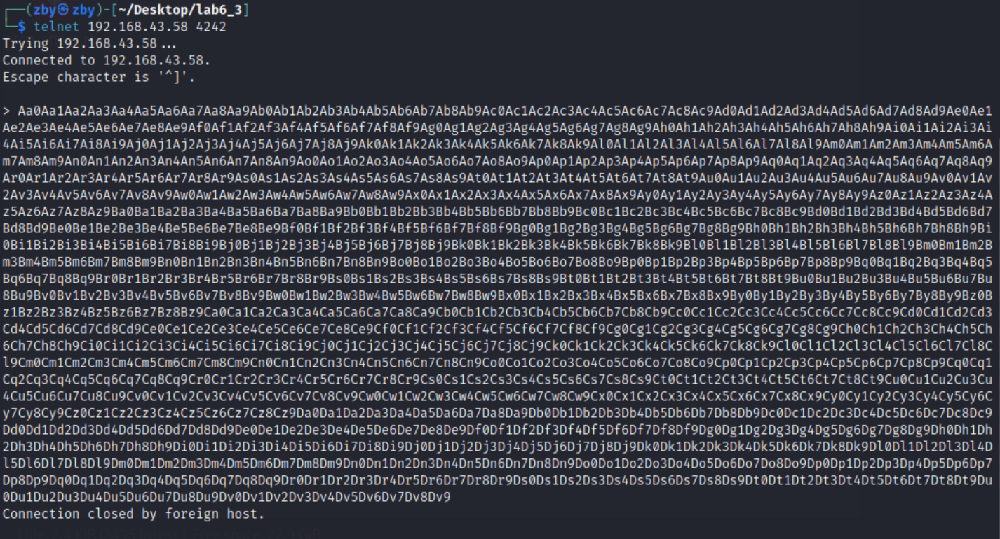 ┌──(zby㉿zby)-[~/Desktop/lab6_3]
└─$ telnet 192.168.43.58 4242
Trying 192.168.43.58...
Connected to 192.168.43.58.
Escape character is '^]'.
> Aa0Aa1Aa2Aa3Aa4Aa5Aa6Aa7Aa8Aa9Ab0Ab1Ab2Ab3Ab4Ab5Ab6Ab7Ab8Ab9Ac0Ac1Ac2Ac3Ac4Ac5Ac6Ac7Ac8Ac9Ad0Ad1Ad2Ad3Ad4Ad5Ad6Ad7Ad8Ad9Ae0Ae1
Ae2Ae3Ae4Ae5Ae6Ae7Ae8Ae9Af0Af1Af2Af3Af4Af5Af6Af7Af8Af9Ag0Ag1Ag2Ag3Ag4Ag5Ag6Ag7Ag8Ag9Ah0Ah1Ah2Ah3Ah4Ah5Ah6Ah7Ah8Ah9Ai0Ai1Ai2Ai3Ai
4Ai5Ai6Ai7Ai8Ai9Aj0Aj1Aj2Aj3Aj4Aj5Aj6Aj7Aj8Aj9Ak0Ak1Ak2Ak3Ak4Ak5Ak6Ak7Ak8Ak9Al0Al1Al2Al3Al4Al5Al6Al7Al8Al9Am0Am1Am2Am3Am4Am5Am6A
m7Am8Am9An0An1An2An3An4An5An6An7An8An9Ao0Ao1Ao2Ao3Ao4Ao5Ao6Ao7Ao8Ao9Ap0Ap1Ap2Ap3Ap4Ap5Ap6Ap7Ap8Ap9Aq0Aq1Aq2Aq3Aq4Aq5Aq6Aq7Aq8Aq9
Ar0Ar1Ar2Ar3Ar4Ar5Ar6Ar7Ar8Ar9As0As1As2As3As4As5As6As7As8As9At0At1At2At3At4At5At6At7At8At9Au0Au1Au2Au3Au4Au5Au6Au7Au8Au9Av0Av1Av
2Av3Av4Av5Av6Av7Av8Av9Aw0Aw1Aw2Aw3Aw4Aw5Aw6Aw7Aw8Aw9Ax0Ax1Ax2Ax3Ax4Ax5Ax6Ax7Ax8Ax9Ay0Ay1Ay2Ay3Ay4Ay5Ay6Ay7Ay8Ay9Az0Az1Az2Az3Az4A
z5Az6Az7Az8Az9Ba0Ba1Ba2Ba3Ba4Ba5Ba6Ba7Ba8Ba9Bb0Bb1Bb2Bb3Bb4Bb5Bb6Bb7Bb8Bb9Bc0Bc1Bc2Bc3Bc4Bc5Bc6Bc7Bc8Bc9Bd0Bd1Bd2Bd3Bd4Bd5Bd6Bd7
Bd8Bd9Be0Be1Be2Be3Be4Be5Be6Be7Be8Be9Bf0Bf1Bf2Bf3Bf4Bf5Bf6Bf7Bf8Bf9Bg0Bg1Bg2Bg3Bg4Bg5Bg6Bg7Bg8Bg9Bh0Bh1Bh2Bh3Bh4Bh5Bh6Bh7Bh8Bh9Bi
0Bi1Bi2Bi3Bi4Bi5Bi6Bi7Bi8Bi9Bj0Bj1Bj2Bj3Bj4Bj5Bj6Bj7Bj8Bj9Bk0Bk1Bk2Bk3Bk4Bk5Bk6Bk7Bk8Bk9Bl0Bl1Bl2Bl3Bl4Bl5Bl6Bl7Bl8Bl9Bm0Bm1Bm2B
m3Bm4Bm5Bm6Bm7Bm8Bm9Bn0Bn1Bn2Bn3Bn4Bn5Bn6Bn7Bn8Bn9Bo0Bo1Bo2Bo3Bo4Bo5Bo6Bo7Bo8Bo9Bp0Bp1Bp2Bp3Bp4Bp5Bp6Bp7Bp8Bp9Bq0Bq1Bq2Bq3Bq4Bq5
Bq6Bq7Bq8Bq9Br0Br1Br2Br3Br4Br5Br6Br7Br8Br9Bs0Bs1Bs2Bs3Bs4Bs5Bs6Bs7Bs8Bs9Bt0Bt1Bt2Bt3Bt4Bt5Bt6Bt7Bt8Bt9Bu0Bu1Bu2Bu3Bu4Bu5Bu6Bu7Bu
8Bu9Bv0Bv1Bv2Bv3Bv4Bv5Bv6Bv7Bv8Bv9Bw0Bw1Bw2Bw3Bw4Bw5Bw6Bw7Bw8Bw9Bx0Bx1Bx2Bx3Bx4Bx5Bx6Bx7Bx8Bx9By0By1By2By3By4By5By6By7By8By9Bz0B
z1Bz2Bz3Bz4Bz5Bz6Bz7Bz8Bz9Ca0Ca1Ca2Ca3Ca4Ca5Ca6Ca7Ca8Ca9Cb0Cb1Cb2Cb3Cb4Cb5Cb6Cb7Cb8Cb9Cc0Cc1Cc2Cc3Cc4Cc5Cc6Cc7Cc8Cc9Cd0Cd1Cd2Cd3
Cd4Cd5Cd6Cd7Cd8Cd9Ce0Ce1Ce2Ce3Ce4Ce5Ce6Ce7Ce8Ce9Cf0Cf1Cf2Cf3Cf4Cf5Cf6Cf7Cf8Cf9Cg0Cg1Cg2Cg3Cg4Cg5Cg6Cg7Cg8Cg9Ch0Ch1Ch2Ch3Ch4Ch5Ch
6Ch7Ch8Ch9Ci0Ci1Ci2Ci3Ci4Ci5Ci6Ci7Ci8Ci9Cj0Cj1Cj2Cj3Cj4Cj5Cj6Cj7Cj8Cj9Ck0Ck1Ck2Ck3Ck4Ck5Ck6Ck7Ck8Ck9Cl0Cl1Cl2Cl3Cl4Cl5Cl6Cl7Cl8C
l9Cm0Cm1Cm2Cm3Cm4Cm5Cm6Cm7Cm8Cm9Cn0Cn1Cn2Cn3Cn4Cn5Cn6Cn7Cn8Cn9Co0Co1Co2Co3Co4Co5Co6Co7Co8Co9Cp0Cp1Cp2Cp3Cp4Cp5Cp6Cp7Cp8Cp9Cq0Cq1
Cq2Cq3Cq4Cq5Cq6Cq7Cq8Cq9Cr0Cr1Cr2Cr3Cr4Cr5Cr6Cr7Cr8Cr9Cs0Cs1Cs2Cs3Cs4Cs5Cs6Cs7Cs8Cs9Ct0Ct1Ct2Ct3Ct4Ct5Ct6Ct7Ct8Ct9Cu0Cu1Cu2Cu3Cu
4Cu5Cu6Cu7Cu8Cu9Cv0Cv1Cv2Cv3Cv4Cv5Cv6Cv7Cv8Cv9Cw0Cw1Cw2Cw3Cw4Cw5Cw6Cw7Cw8Cw9Cx0Cx1Cx2Cx3Cx4Cx5Cx6Cx7Cx8Cx9Cy0Cy1Cy2Cy3Cy4Cy5Cy6C
y7Cy8Cy9Cz0Cz1Cz2Cz3Cz4Cz5Cz6Cz7Cz8Cz9Da0Da1Da2Da3Da4Da5Da6Da7Da8Da9Db0Db1Db2Db3Db4Db5Db6Db7Db8Db9Dc0Dc1Dc2Dc3Dc4Dc5Dc6Dc7Dc8Dc9
Dd0Dd1Dd2Dd3Dd4Dd5Dd6Dd7Dd8Dd9De0De1De2De3De4De5De6De7De8De9Df0Df1Df2Df3Df4Df5Df6Df7Df8Df9Dg0Dg1Dg2Dg3Dg4Dg5Dg6Dg7Dg8Dg9Dh0Dh1Dh
2Dh3Dh4Dh5Dh6Dh7Dh8Dh9Di0Di1Di2Di3Di4Di5Di6Di7Di8Di9Dj0Dj1Dj2Dj3Dj4Dj5Dj6Dj7Dj8Dj9Dk0Dk1Dk2Dk3Dk4Dk5Dk6Dk7Dk8Dk9Dl0Dl1Dl2Dl3Dl4D
l5Dl6Dl7Dl8Dl9Dm0Dm1Dm2Dm3Dm4Dm5Dm6Dm7Dm8Dm9Dn0Dn1Dn2Dn3Dn4Dn5Dn6Dn7Dn8Dn9Do0Do1Do2Do3Do4Do5Do6Do7Do8Do9Dp0Dp1Dp2Dp3Dp4Dp5Dp6Dp7
Dp8Dp9Dq0Dq1Dq2Dq3Dq4Dq5Dq6Dq7Dq8Dq9Dr0Dr1Dr2Dr3Dr4Dr5Dr6Dr7Dr8Dr9Ds0Ds1Ds2Ds3Ds4Ds5Ds6Ds7Ds8Ds9Dt0Dt1Dt2Dt3Dt4Dt5Dt6Dt7Dt8Dt9Du
0Du1Du2Du3Du4Du5Du6Du7Du8Du9Dv0Dv1Dv2Dv3Dv4Dv5Dv6Dv7Dv8Dv9
Connection closed by foreign host.